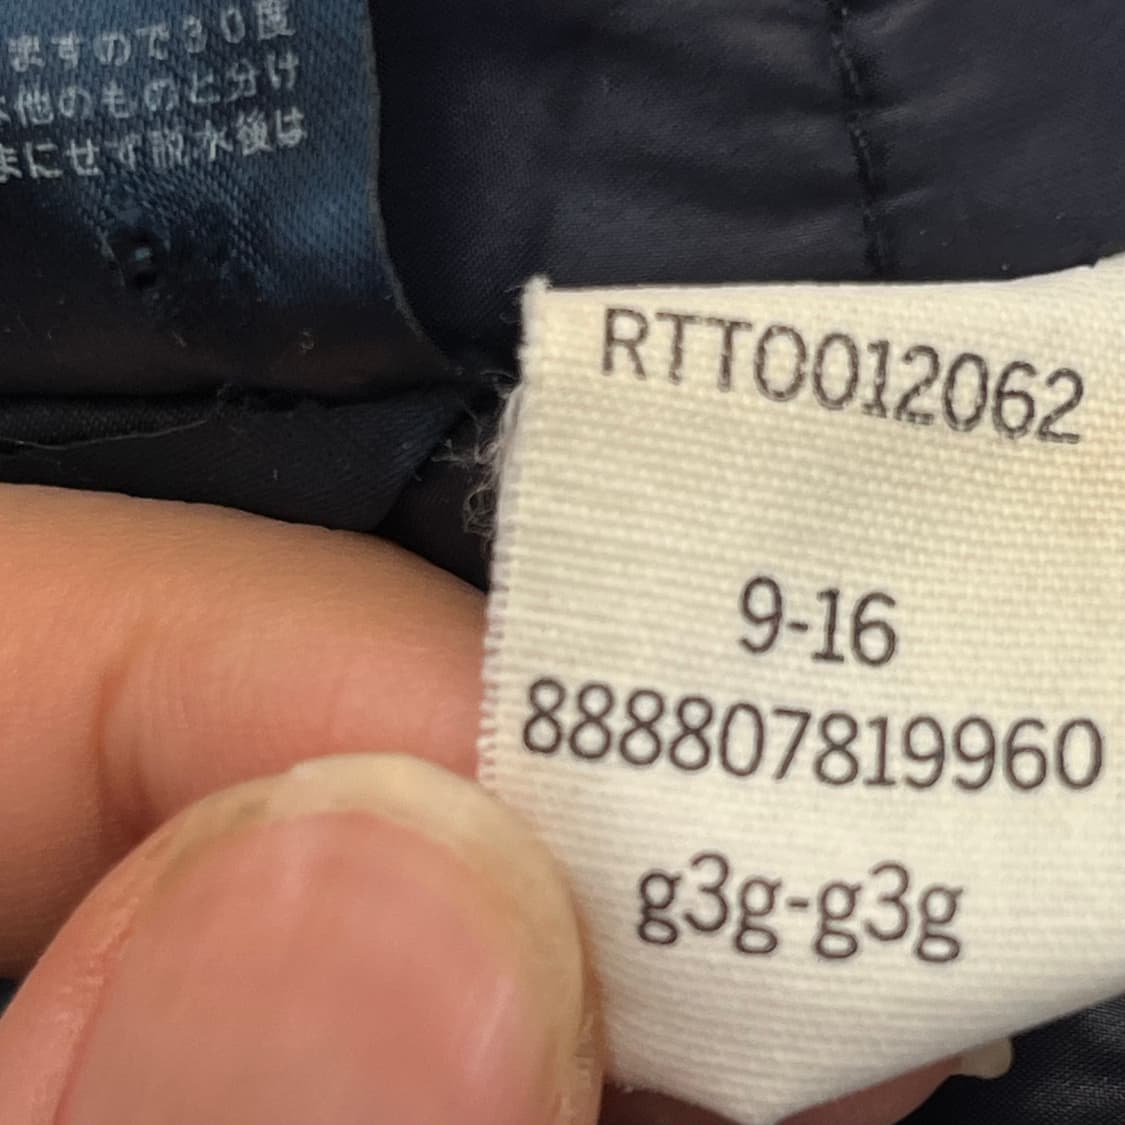 ますので30度
他のものと分け
まにせず脱水後は
RTTO012062
9-16
888807819960
g3g-g3g